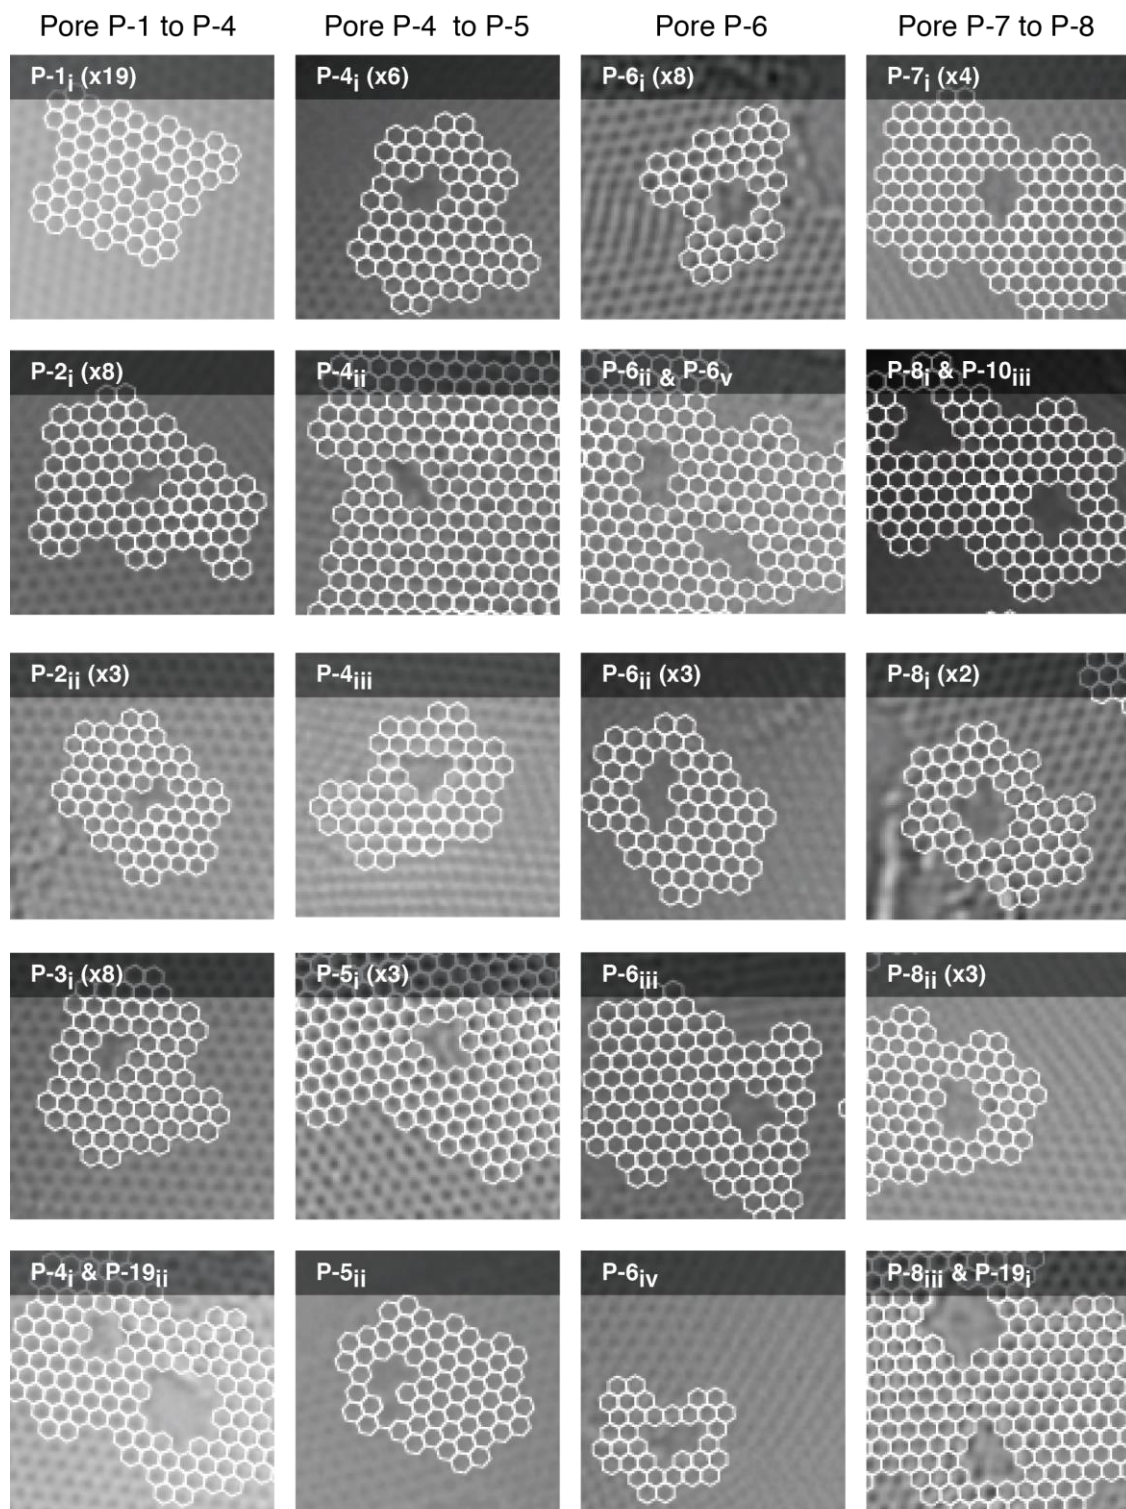 Pore P-1 to P-4 Pore P-4 to P-5 Pore P-6 Pore P-7 to P-8
P-1i (x19) P-4i (x6) P-6i (x8) P-7i (x4)
P-2i (x8) P-4ii P-6ii & P-6v P-8i & P-10iii
P-2ii (x3) P-4iii P-6ii (x3) P-8i (x2)
P-3i (x8) P-5i (x3) P-6iii P-8ii (x3)
P-4i & P-19ii P-5ii P-6iv P-8iii & P-19i